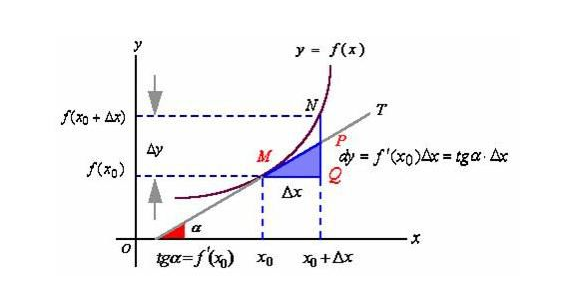 y
y = f(x)
N
T
f(x₀ + Δx)
P
Δy
M
dy = f'(x₀)Δx = tgα · Δx
f(x₀)
Q
Δx
α
x
O
tgα = f'(x₀)
x₀
x₀ + Δx